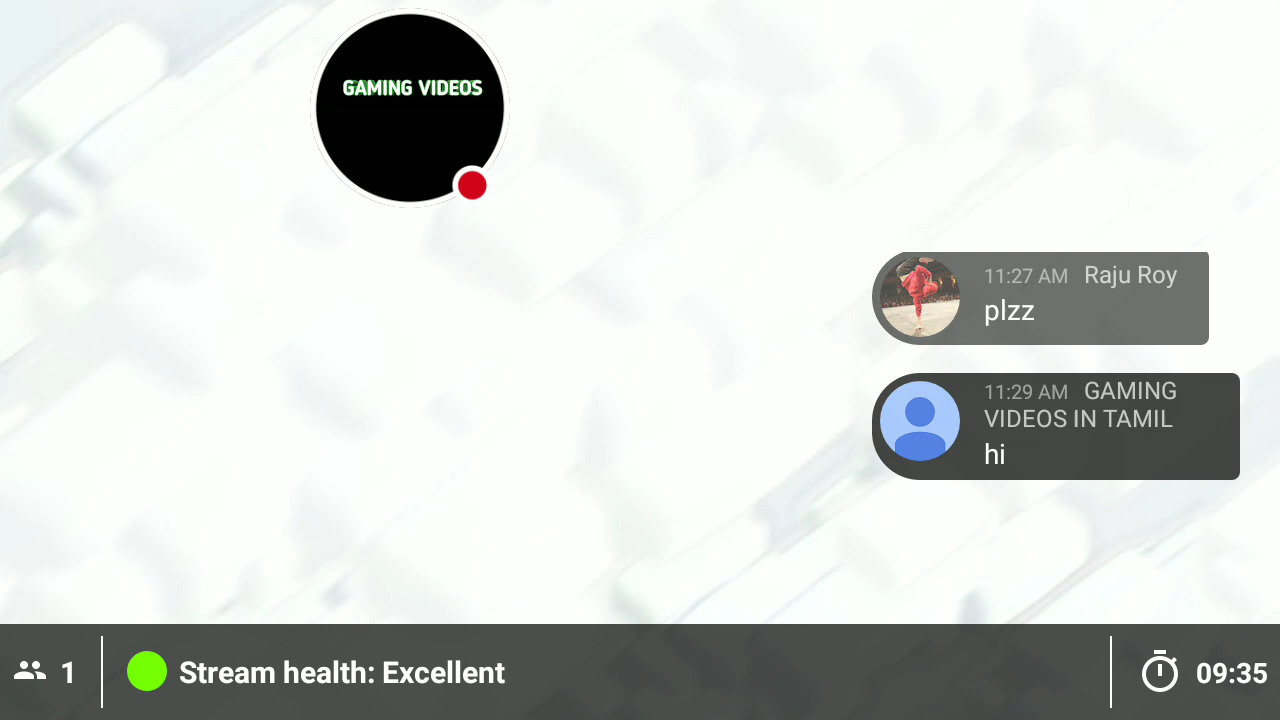 GAMING VIDEOS
11:27 AM Raju Roy
plzz
11:29 AM GAMING
VIDEOS IN TAMIL
hi
1
Stream health: Excellent
09:35